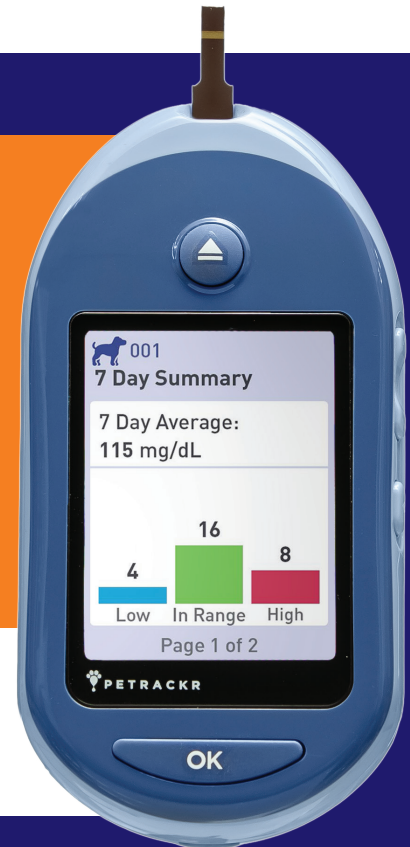 001
7 Day Summary
7 Day Average:
115 mg/dL
16
8
4
Low In Range High
Page 1 of 2
PETRACKR
OK